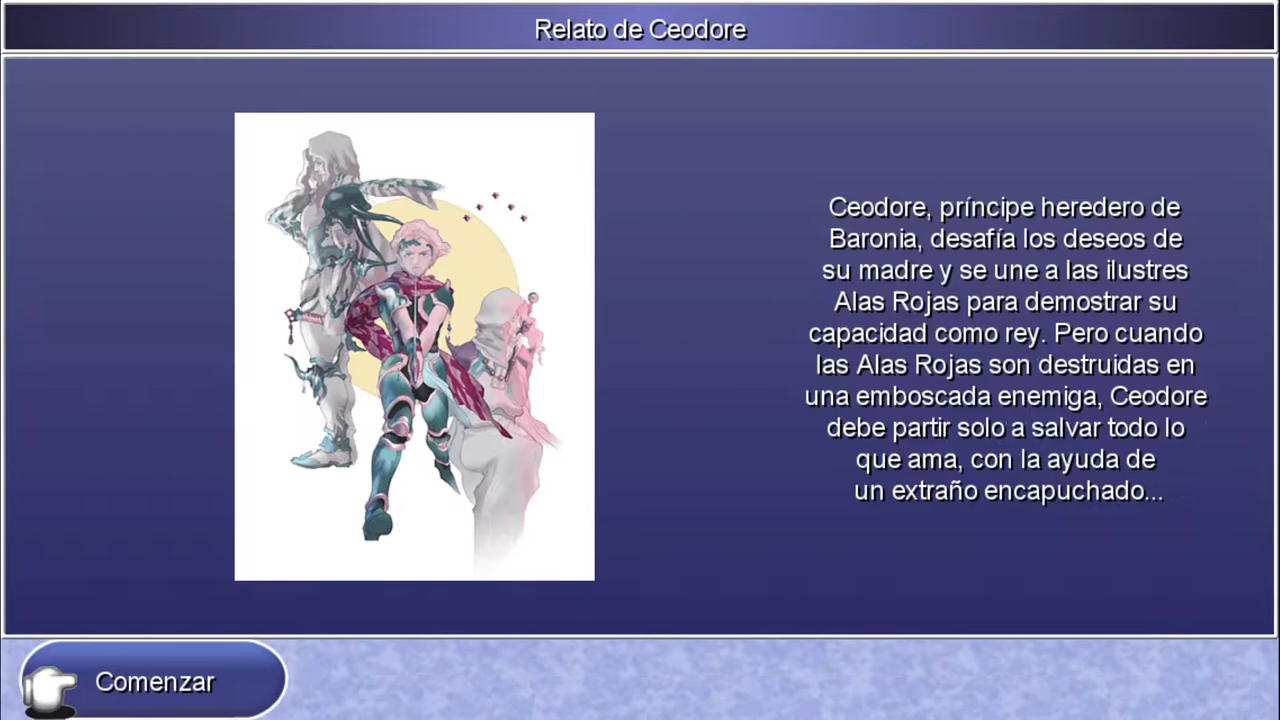 Relato de Ceodore
Ceodore, príncipe heredero de
Baronia, desafía los deseos de
su madre y se une a las ilustres
Alas Rojas para demostrar su
capacidad como rey. Pero cuando
las Alas Rojas son destruidas en
una emboscada enemiga, Ceodore
debe partir solo a salvar todo lo
que ama, con la ayuda de
un extraño encapuchado...
Comenzar